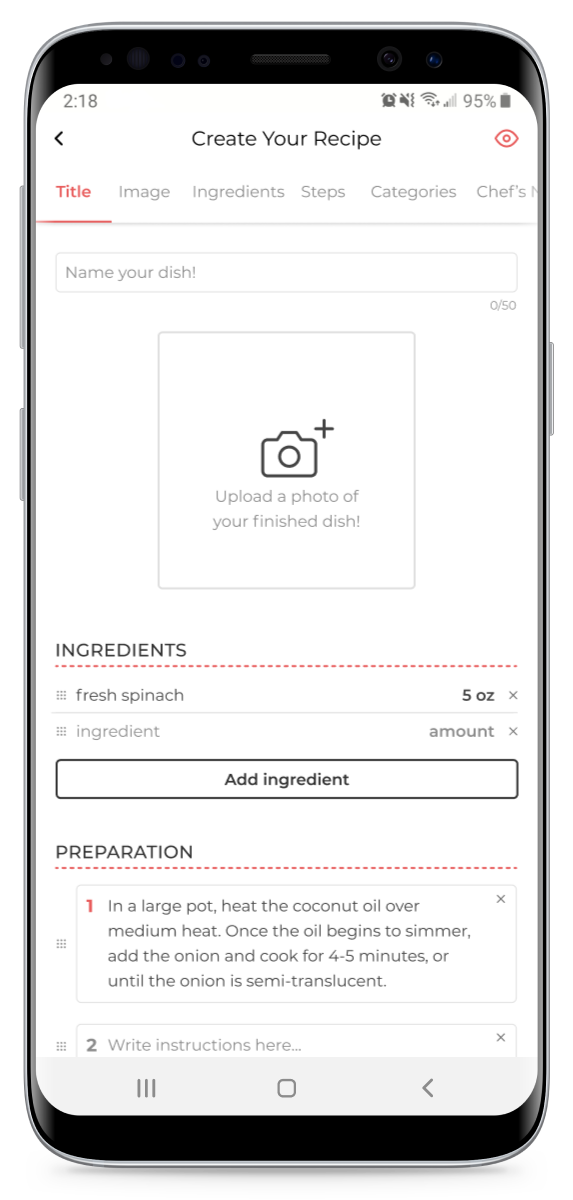 2:18 95%
Create Your Recipe
Title Image Ingredients Steps Categories Chef's
Name your dish!
0/50
Upload a photo of
your finished dish!
INGREDIENTS
fresh spinach 5 oz ×
ingredient amount ×
Add ingredient
PREPARATION
1 In a large pot, heat the coconut oil over ×
medium heat. Once the oil begins to simmer,
add the onion and cook for 4-5 minutes, or
until the onion is semi-translucent.
2 Write instructions here... ×